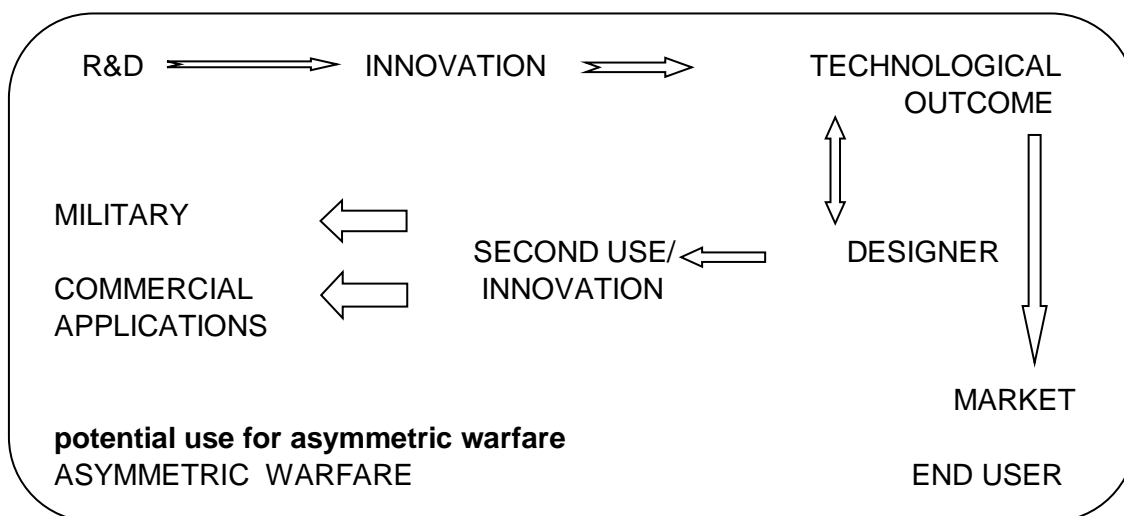 R&D
INNOVATION
TECHNOLOGICAL
OUTCOME
MILITARY
SECOND USE/
INNOVATION
DESIGNER
COMMERCIAL
APPLICATIONS
MARKET
potential use for asymmetric warfare
ASYMMETRIC WARFARE
END USER